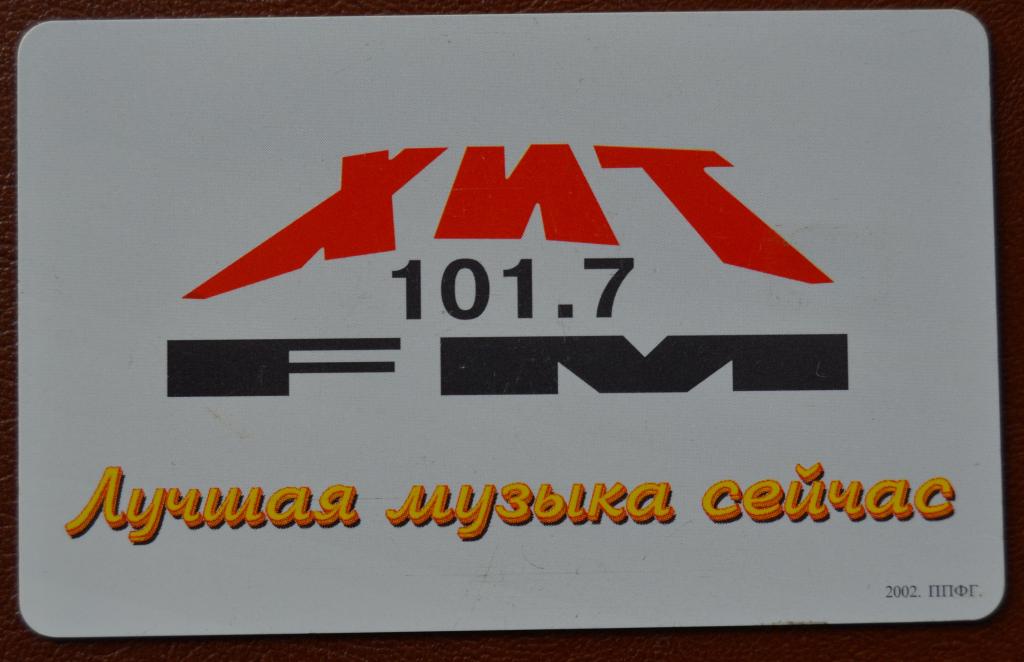 ХИТ
101.7
FM
Лучшая музыка сейчас
2002. ППФГ.